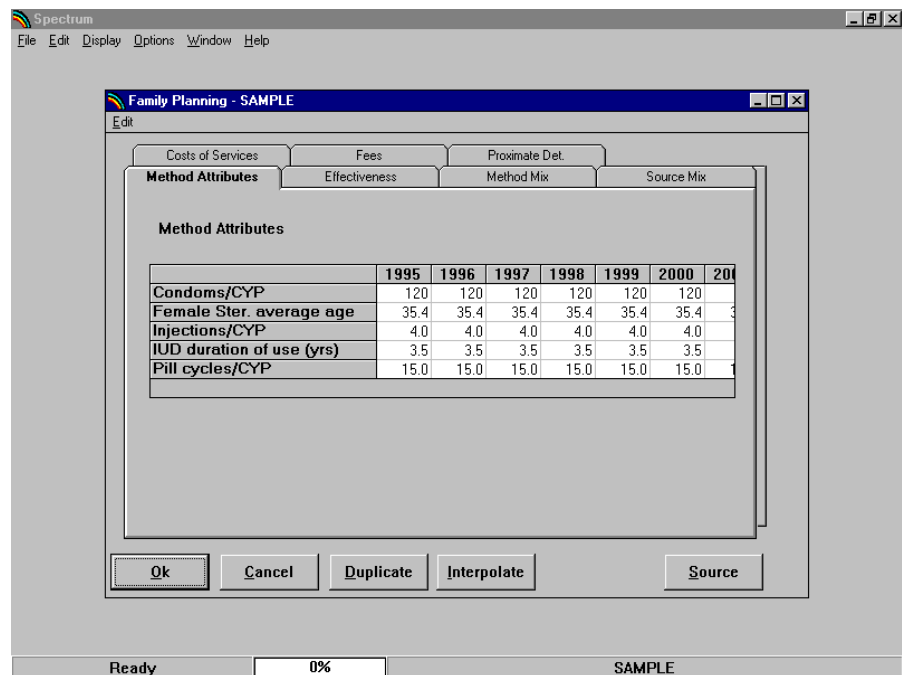 Spectrum
File Edit Display Options Window Help
Family Planning - SAMPLE
Edit
Costs of Services Fees Proximate Det.
Method Attributes Effectiveness Method Mix Source Mix
Method Attributes
1995 1996 1997 1998 1999 2000 200
Condoms/CYP 120 120 120 120 120 120
Female Ster. average age 35.4 35.4 35.4 35.4 35.4 35.4 3
Injections/CYP 4.0 4.0 4.0 4.0 4.0 4.0
IUD duration of use (yrs) 3.5 3.5 3.5 3.5 3.5 3.5
Pill cycles/CYP 15.0 15.0 15.0 15.0 15.0 15.0 1
Ok Cancel Duplicate Interpolate Source
Ready 0% SAMPLE